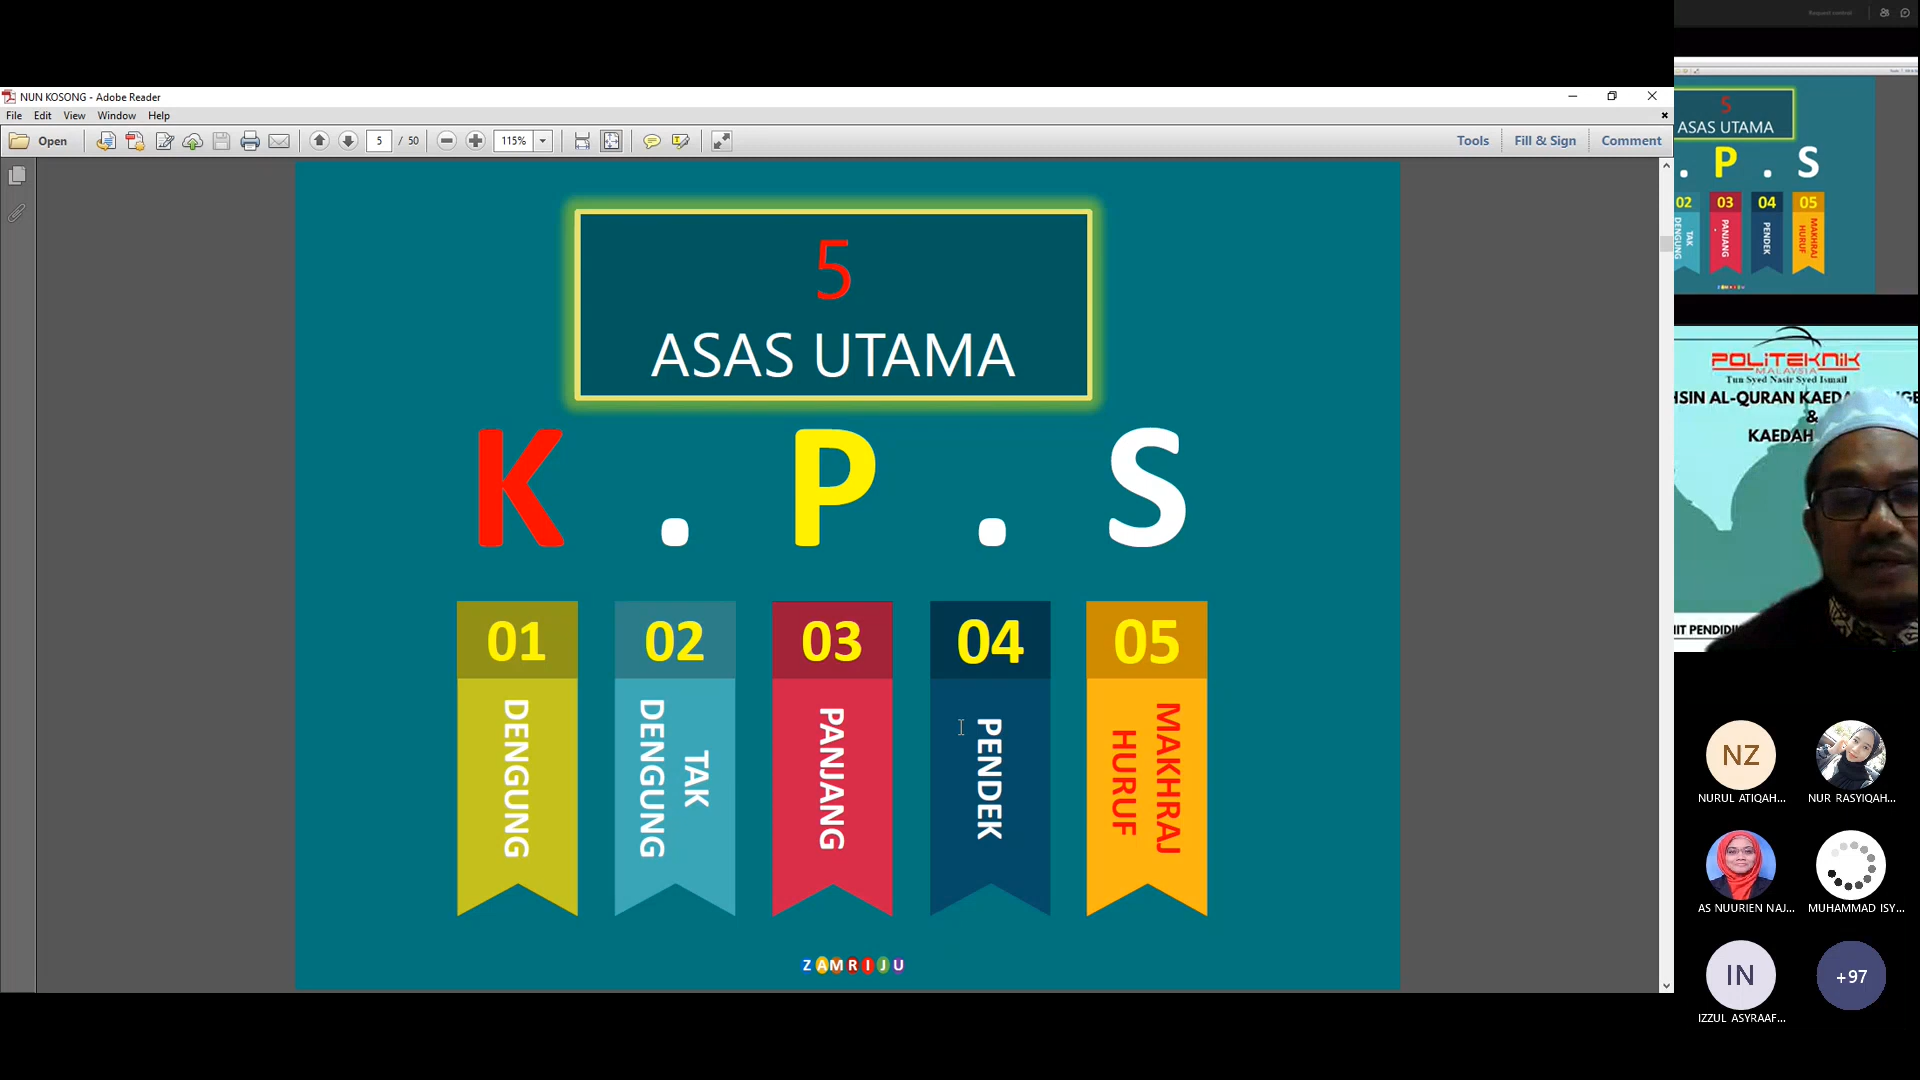 NUN KOSONG - Adobe Reader
File Edit View Window Help
Open 5 / 50 115% Tools Fill & Sign Comment
5
ASAS UTAMA
K . P . S
01 02 03 04 05
DENGUNG
TAK
DENGUNG
PANJANG
PENDEK
MAKHRAJ
HURUF
ZAMRIJU
Request control
5
ASAS UTAMA
. P . S
02 03 04 05
TAK
DENGUNG
PANJANG
PENDEK
MAKHRAJ
HURUF
POLITEKNIK
MALAYSIA
Tun Syed Nasir Syed Ismail
HSIN AL-QURAN KAEDA
&
KAEDAH
IT PENDIDI
NZ
NURUL ATIQAH...
NUR RASYIQAH...
AS NUURIEN NAJ...
MUHAMMAD ISY...
IN
IZZUL ASYRAAF...
+97